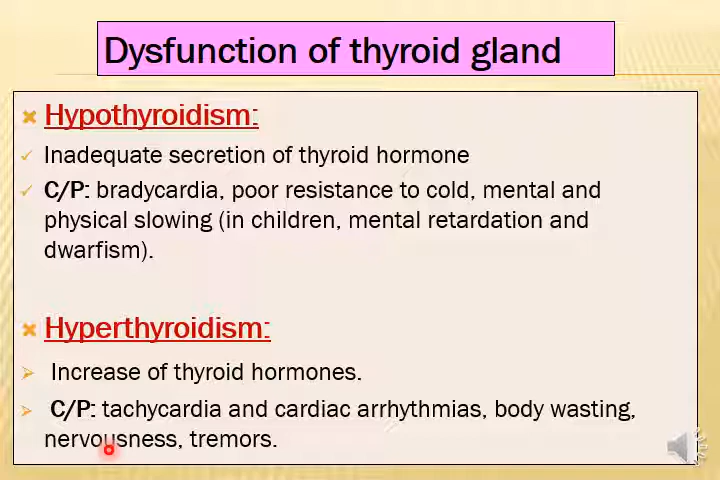 Dysfunction of thyroid gland
Hypothyroidism:
Inadequate secretion of thyroid hormone
C/P: bradycardia, poor resistance to cold, mental and
physical slowing (in children, mental retardation and
dwarfism).
Hyperthyroidism:
Increase of thyroid hormones.
C/P: tachycardia and cardiac arrhythmias, body wasting,
nervousness, tremors.